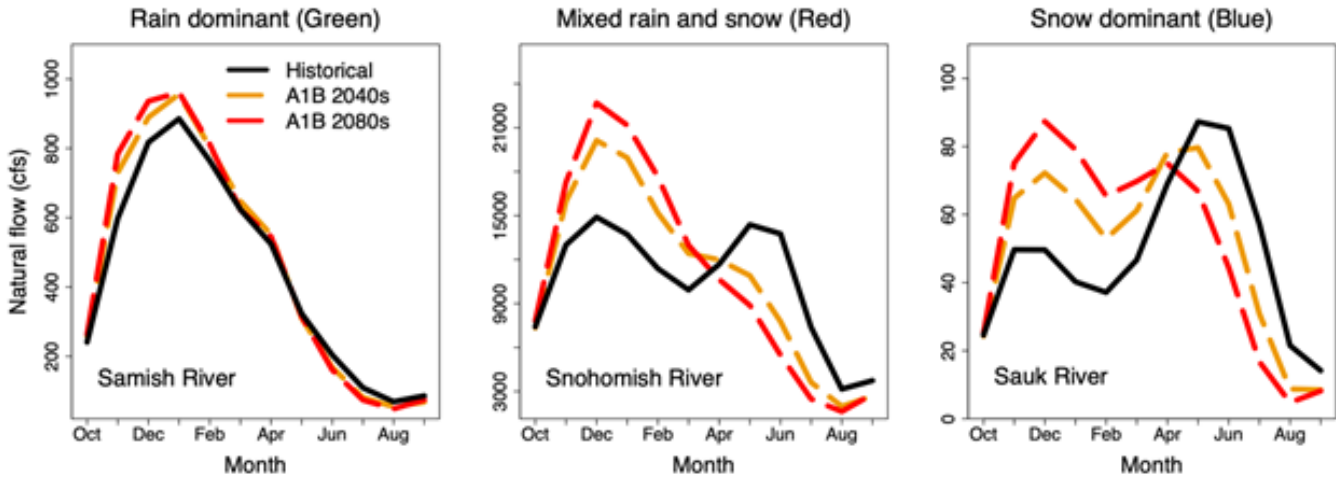 Rain dominant (Green)
Historical
A1B 2040s
A1B 2080s
Natural flow (cfs)
1000
800
600
400
200
Samish River
Oct Dec Feb Apr Jun Aug
Month
Mixed rain and snow (Red)
21000
15000
9000
3000
Snohomish River
Oct Dec Feb Apr Jun Aug
Month
Snow dominant (Blue)
100
80
60
40
20
0
Sauk River
Oct Dec Feb Apr Jun Aug
Month